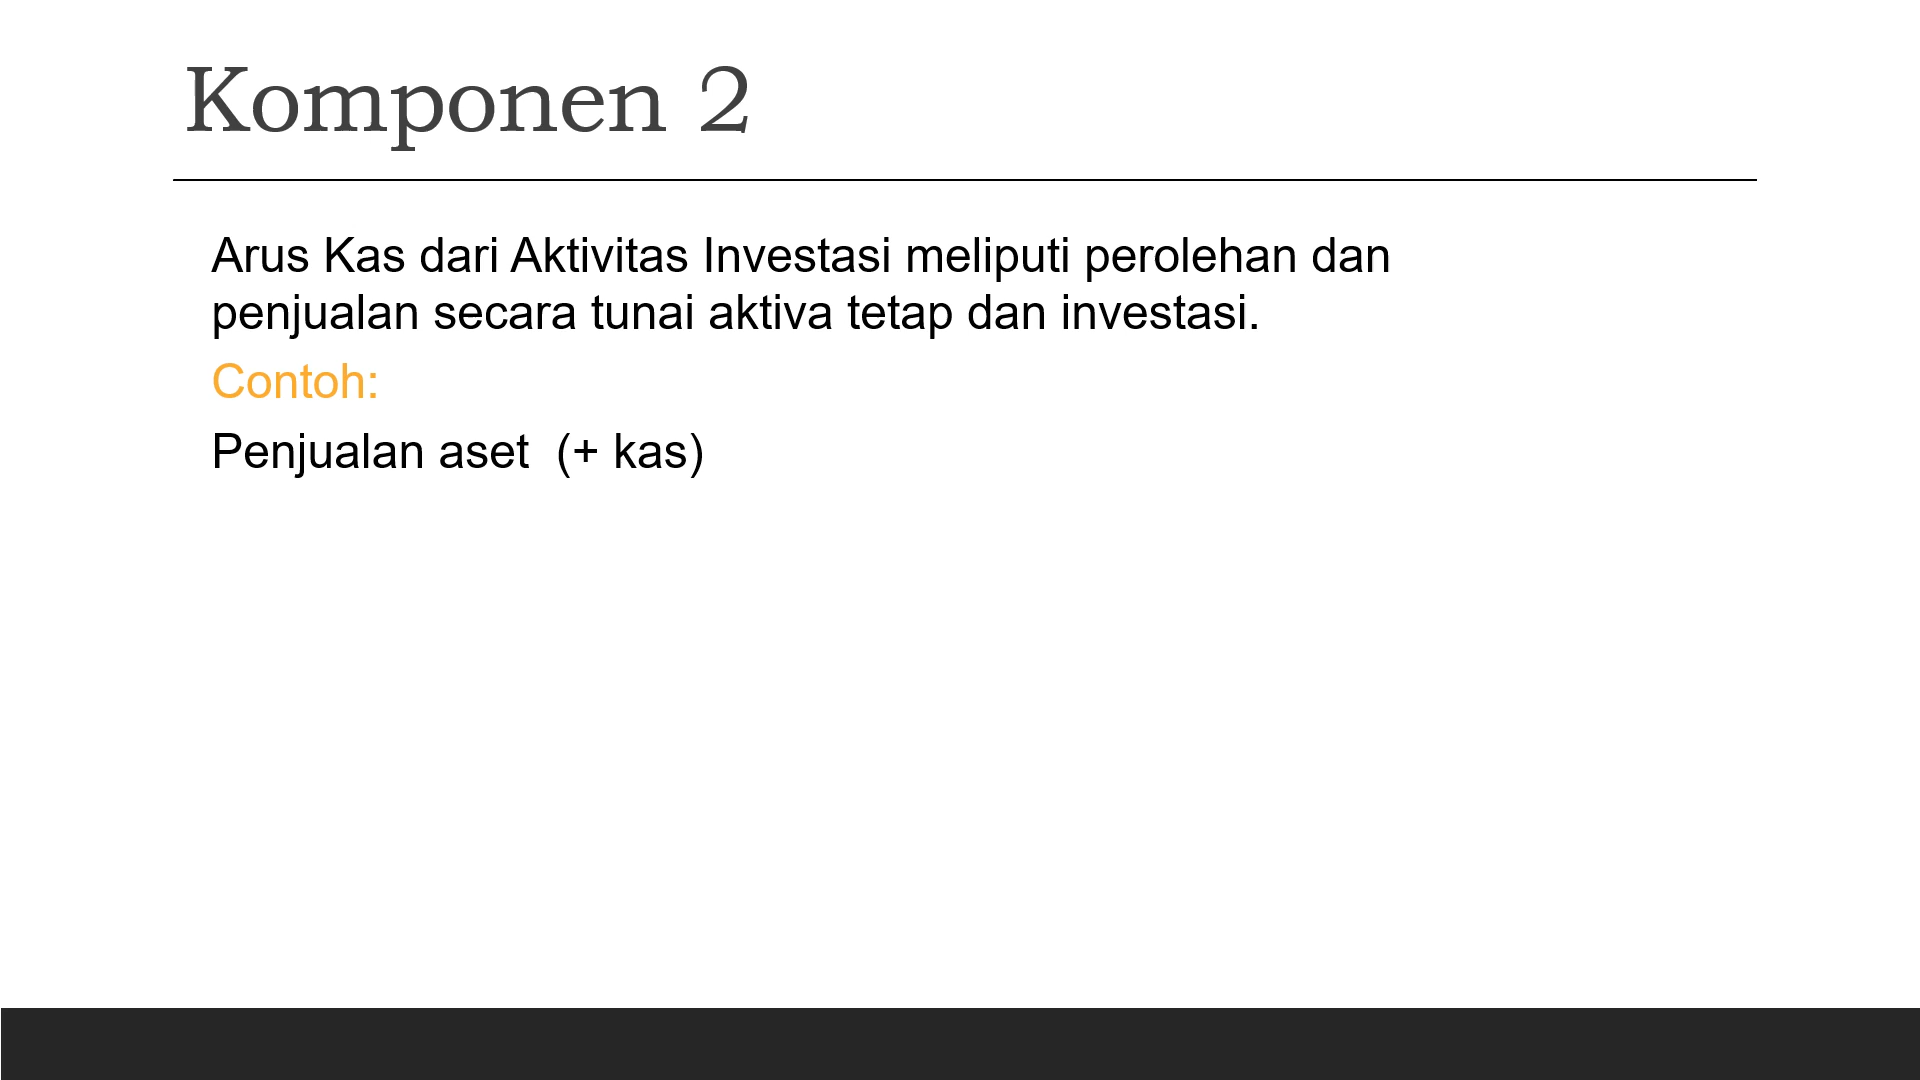 Komponen 2
Arus Kas dari Aktivitas Investasi meliputi perolehan dan
penjualan secara tunai aktiva tetap dan investasi.
Contoh:
Penjualan aset  (+ kas)